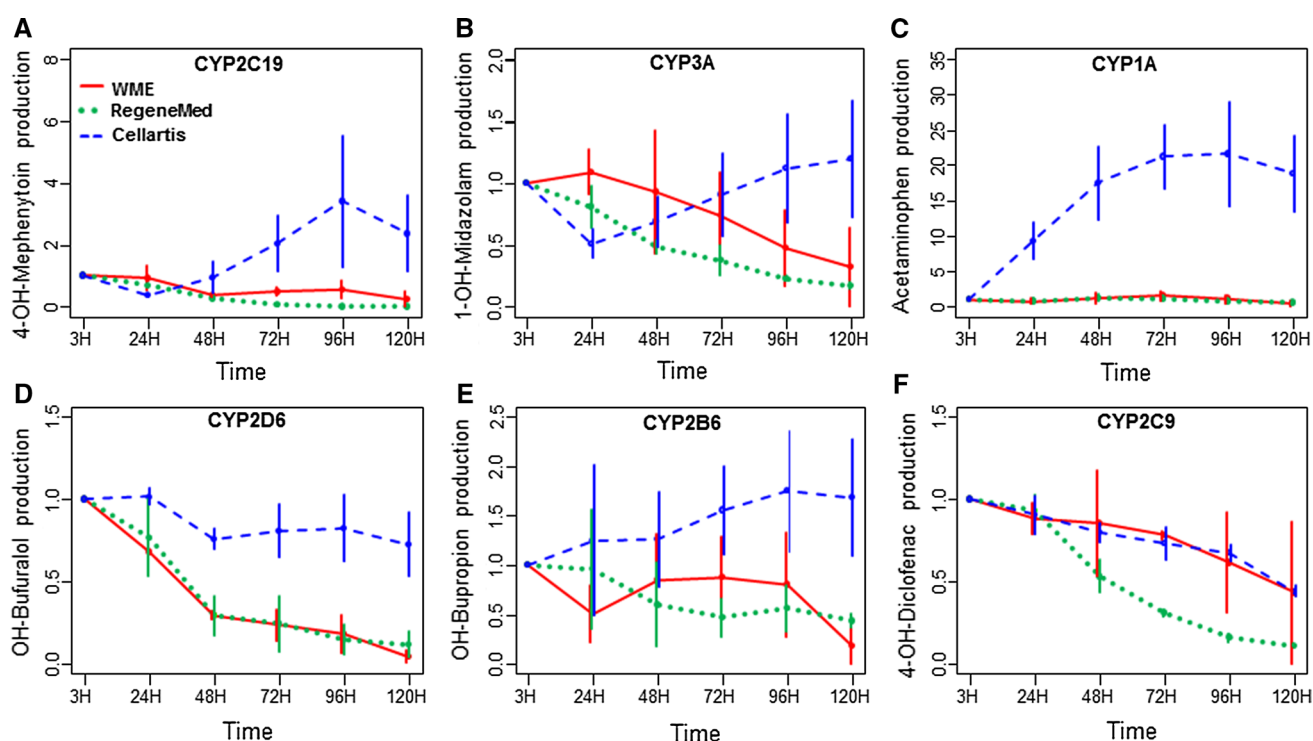 A
CYP2C19
WME
RegeneMed
Cellartis
4-OH-Mephenytoin production
8
6
4
2
0
3H 24H 48H 72H 96H 120H
Time
B
CYP3A
1-OH-Midazolam production
2.0
1.5
1.0
0.5
0.0
3H 24H 48H 72H 96H 120H
Time
C
CYP1A
Acetaminophen production
35
30
25
20
15
10
5
0
3H 24H 48H 72H 96H 120H
Time
D
CYP2D6
OH-Bufuralol production
1.5
1.0
0.5
0.0
3H 24H 48H 72H 96H 120H
Time
E
CYP2B6
OH-Bupropion production
2.5
2.0
1.5
1.0
0.5
0.0
3H 24H 48H 72H 96H 120H
Time
F
CYP2C9
4-OH-Diclofenac production
1.5
1.0
0.5
0.0
3H 24H 48H 72H 96H 120H
Time